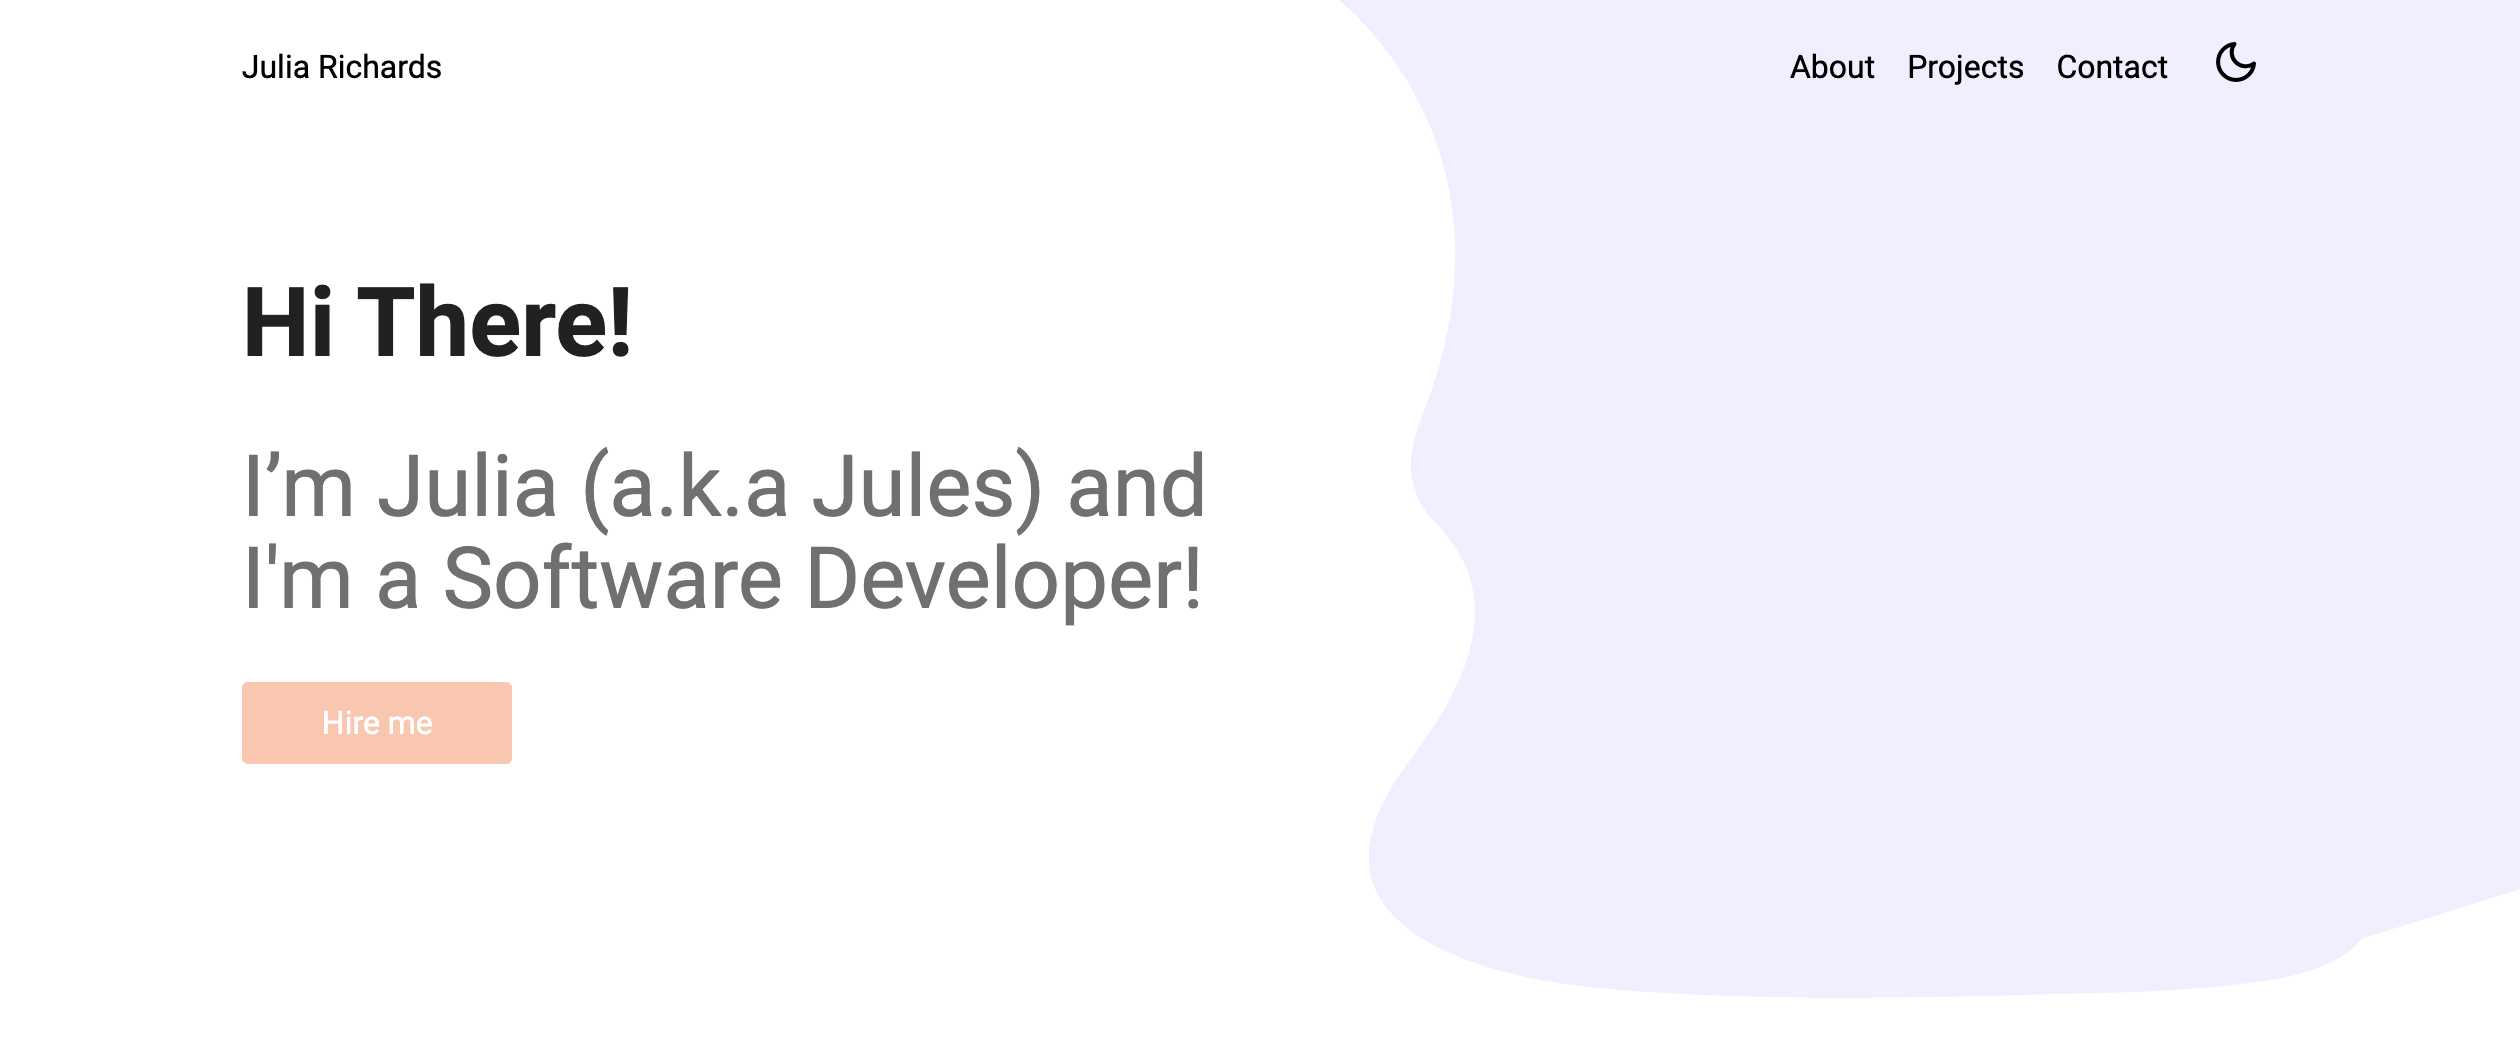 Julia Richards
About Projects Contact
Hi There!
I’m Julia (a.k.a Jules) and
I'm a Software Developer!
Hire me